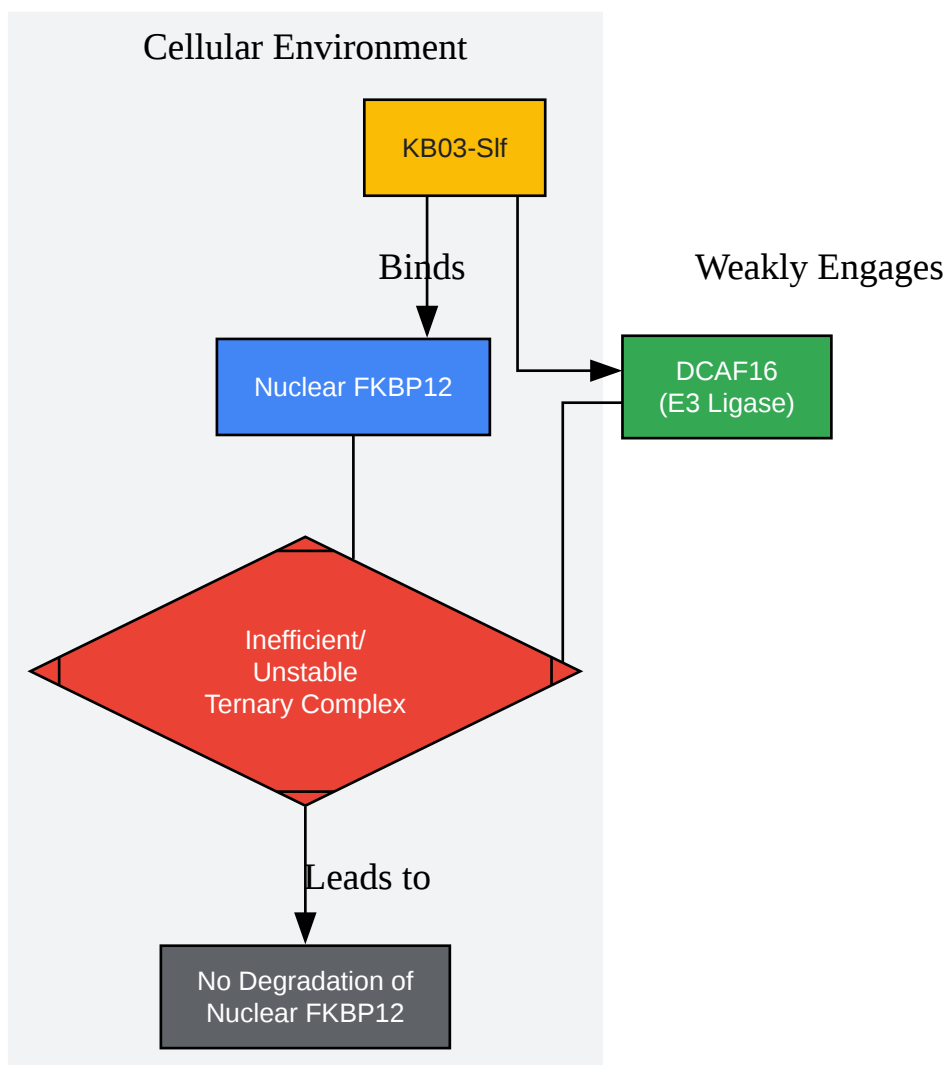 Cellular Environment
KB03-Slf
Binds
Weakly Engages
Nuclear FKBP12
DCAF16
(E3 Ligase)
Inefficient/
Unstable
Ternary Complex
Leads to
No Degradation of
Nuclear FKBP12